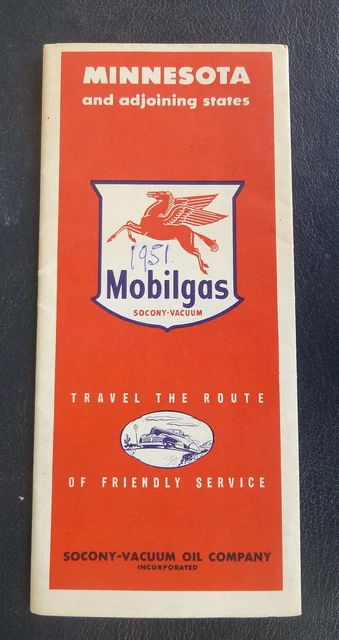 MINNESOTA
and adjoining states
1951.
Mobilgas
SOCONY-VACUUM
TRAVEL THE ROUTE
OF FRIENDLY SERVICE
SOCONY-VACUUM OIL COMPANY
INCORPORATED